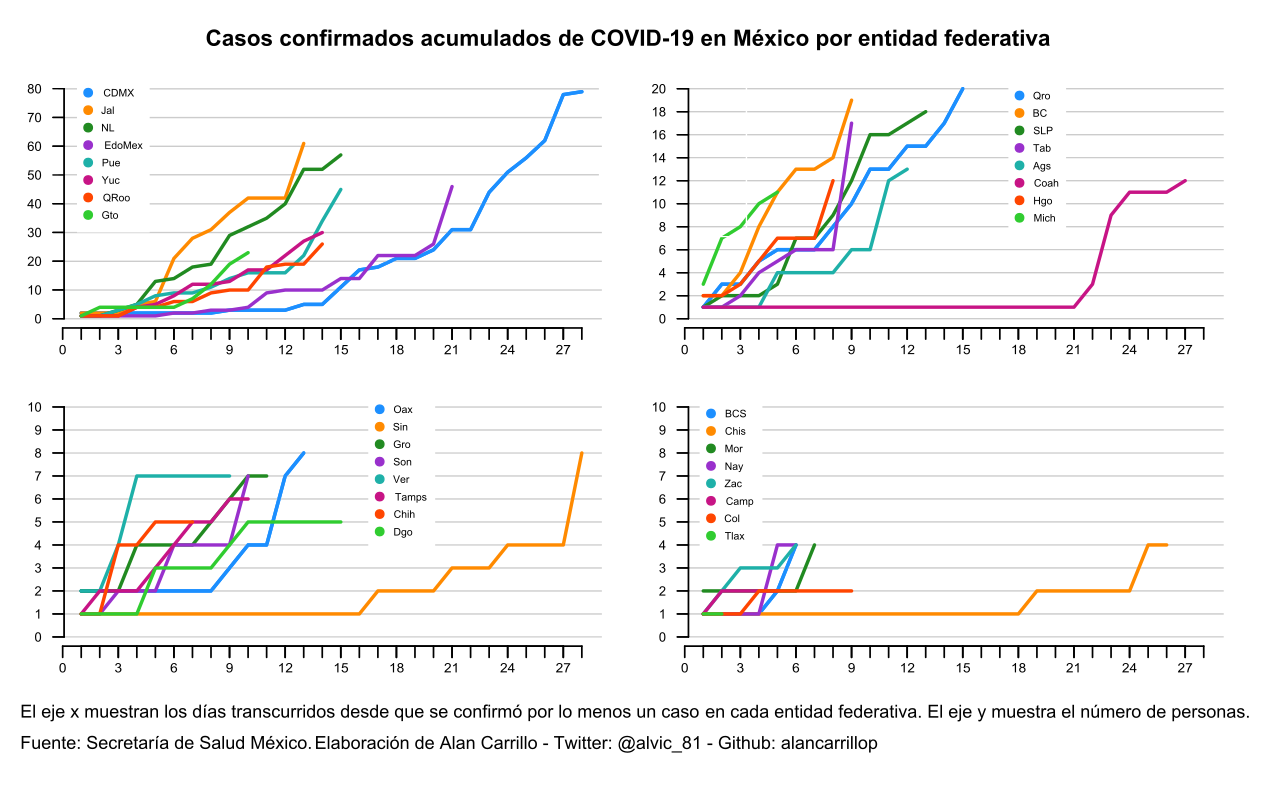 Casos confirmados acumulados de COVID-19 en México por entidad federativa
80
70
60
50
40
30
20
10
0
CDMX
Jal
NL
EdoMex
Pue
Yuc
QRoo
Gto
0 3 6 9 12 15 18 21 24 27
20
18
16
14
12
10
8
6
4
2
0
Qro
BC
SLP
Tab
Ags
Coah
Hgo
Mich
0 3 6 9 12 15 18 21 24 27
10
9
8
7
6
5
4
3
2
1
0
Oax
Sin
Gro
Son
Ver
Tamps
Chih
Dgo
0 3 6 9 12 15 18 21 24 27
10
9
8
7
6
5
4
3
2
1
0
BCS
Chis
Mor
Nay
Zac
Camp
Col
Tlax
0 3 6 9 12 15 18 21 24 27
El eje x muestran los días transcurridos desde que se confirmó por lo menos un caso en cada entidad federativa. El eje y muestra el número de personas.
Fuente: Secretaría de Salud México. Elaboración de Alan Carrillo - Twitter: @alvic_81 - Github: alancarrillop